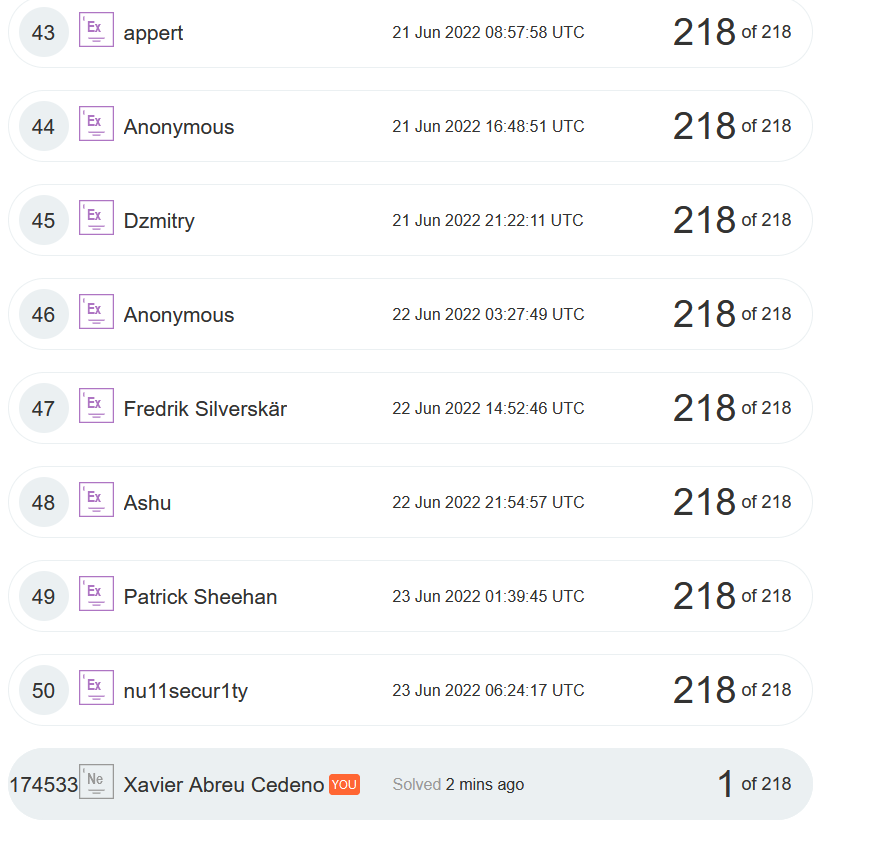 43 Ex appert 21 Jun 2022 08:57:58 UTC 218 of 218
44 Ex Anonymous 21 Jun 2022 16:48:51 UTC 218 of 218
45 Ex Dzmitry 21 Jun 2022 21:22:11 UTC 218 of 218
46 Ex Anonymous 22 Jun 2022 03:27:49 UTC 218 of 218
47 Ex Fredrik Silverskär 22 Jun 2022 14:52:46 UTC 218 of 218
48 Ex Ashu 22 Jun 2022 21:54:57 UTC 218 of 218
49 Ex Patrick Sheehan 23 Jun 2022 01:39:45 UTC 218 of 218
50 Ex nu11secur1ty 23 Jun 2022 06:24:17 UTC 218 of 218
174533 Ne Xavier Abreu Cedeno YOU Solved 2 mins ago 1 of 218